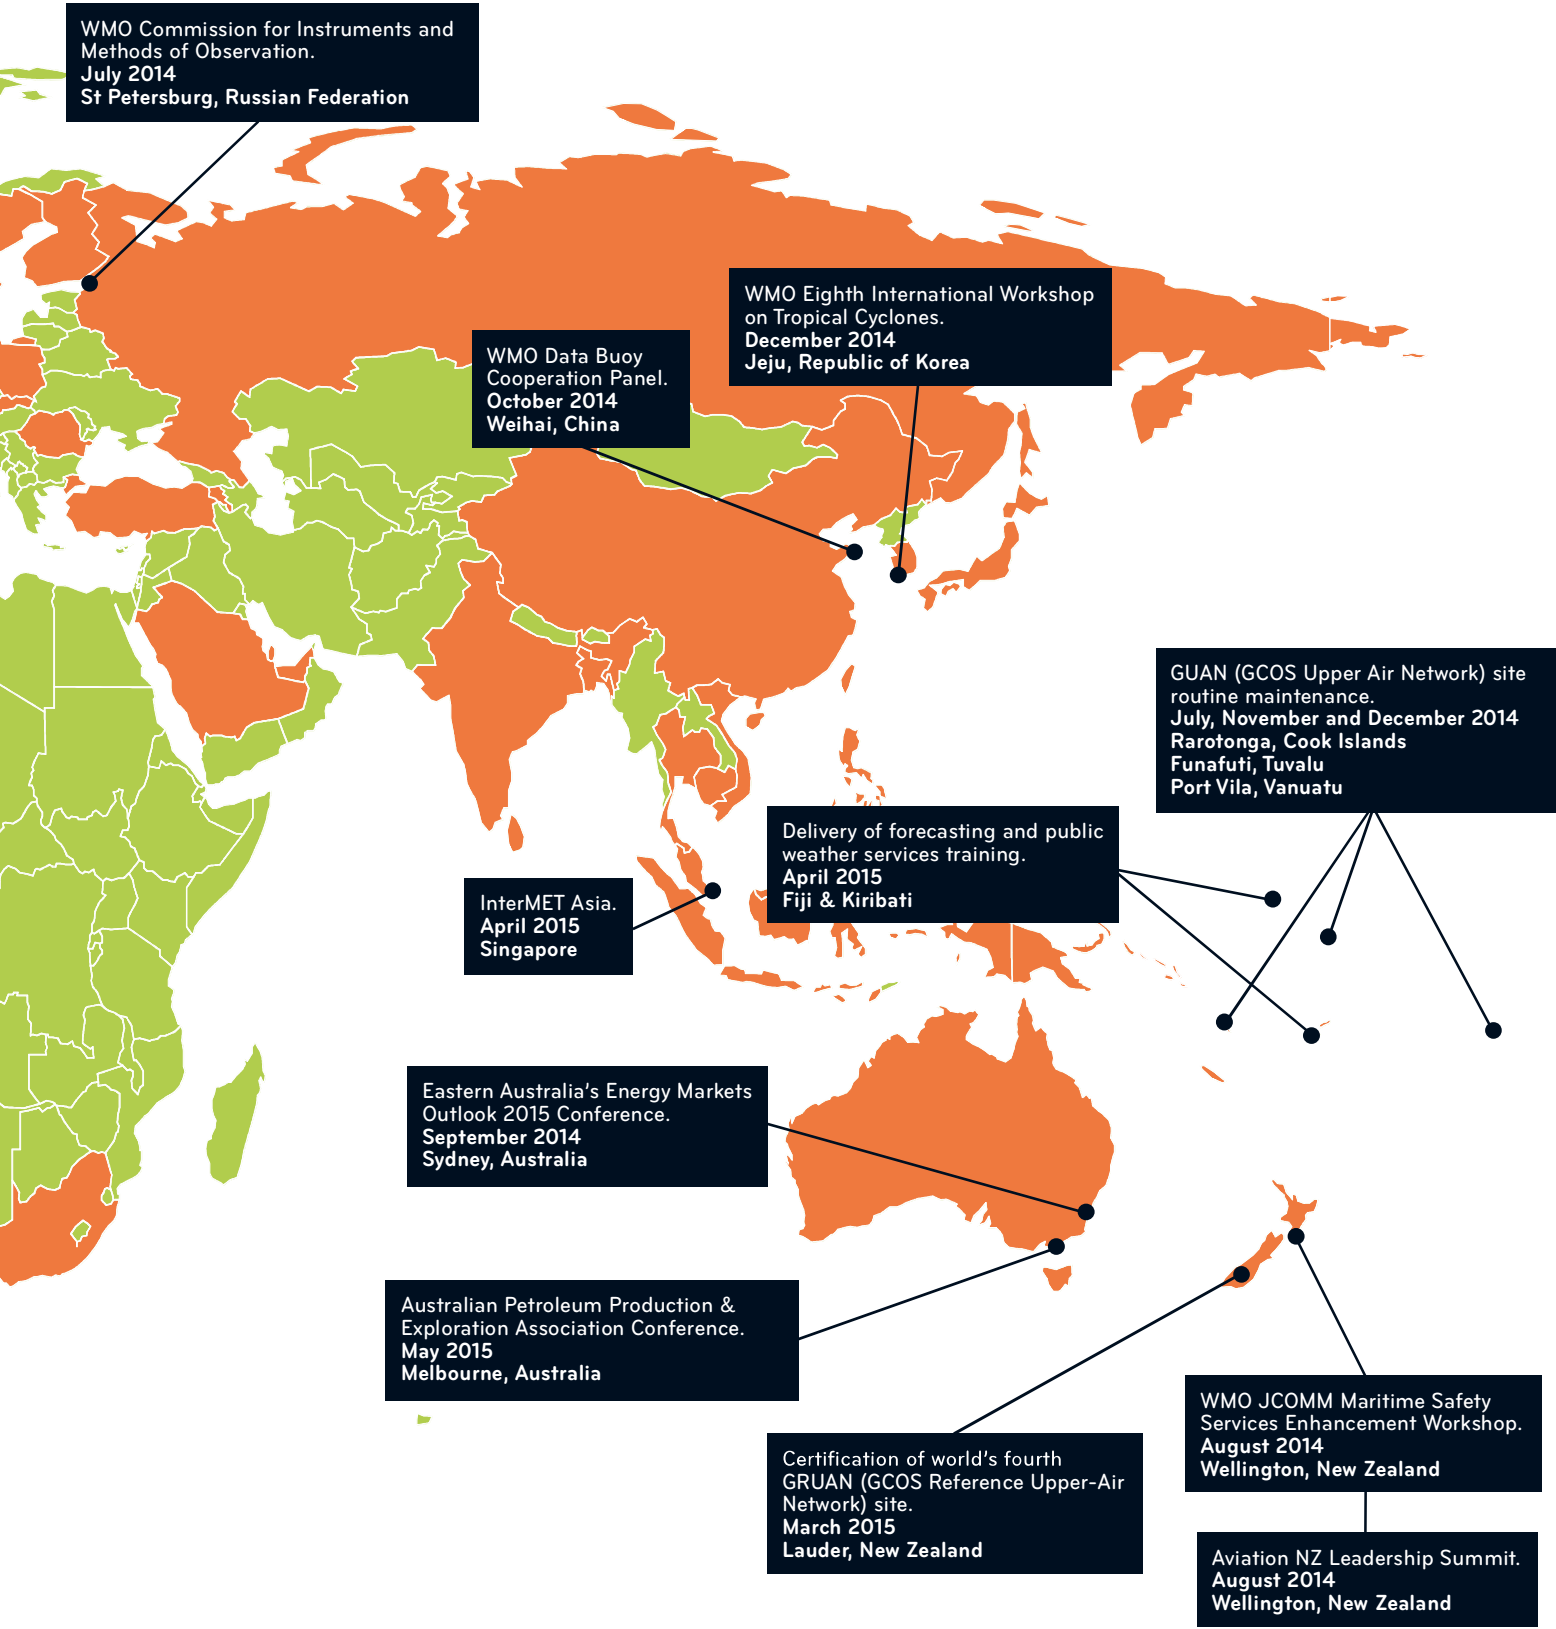 WMO Commission for Instruments and
Methods of Observation.
July 2014
St Petersburg, Russian Federation
WMO Eighth International Workshop
on Tropical Cyclones.
December 2014
Jeju, Republic of Korea
WMO Data Buoy
Cooperation Panel.
October 2014
Weihai, China
GUAN (GCOS Upper Air Network) site
routine maintenance.
July, November and December 2014
Rarotonga, Cook Islands
Funafuti, Tuvalu
Port Vila, Vanuatu
Delivery of forecasting and public
weather services training.
April 2015
Fiji & Kiribati
InterMET Asia.
April 2015
Singapore
Eastern Australia's Energy Markets
Outlook 2015 Conference.
September 2014
Sydney, Australia
Australian Petroleum Production &
Exploration Association Conference.
May 2015
Melbourne, Australia
WMO JCOMM Maritime Safety
Services Enhancement Workshop.
August 2014
Wellington, New Zealand
Certification of world's fourth
GRUAN (GCOS Reference Upper-Air
Network) site.
March 2015
Lauder, New Zealand
Aviation NZ Leadership Summit.
August 2014
Wellington, New Zealand